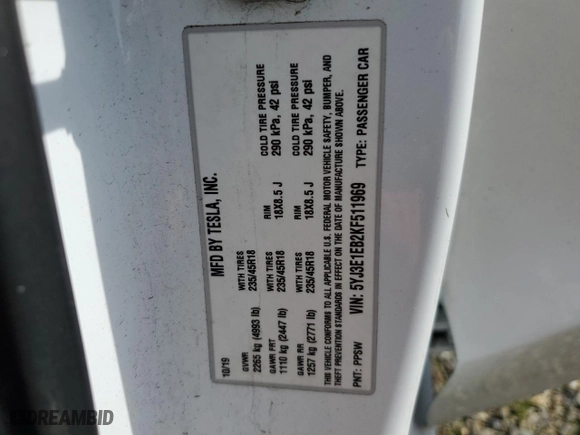 MFD BY TESLA, INC.
10/19
GVWR
2265 kg (4993 lb)
WITH TIRES
235/45R18
RIM
18X8.5 J
COLD TIRE PRESSURE
290 kPa, 42 psi
GAWR FRT
1110 kg (2447 lb)
WITH TIRES
235/45R18
GAWR RR
1257 kg (2771 lb)
WITH TIRES
235/45R18
RIM
18X8.5 J
COLD TIRE PRESSURE
290 kPa, 42 psi
THIS VEHICLE CONFORMS TO ALL APPLICABLE U.S. FEDERAL MOTOR VEHICLE SAFETY, BUMPER, AND
THEFT PREVENTION STANDARDS IN EFFECT ON THE DATE OF MANUFACTURE SHOWN ABOVE.
VIN: 5YJ3E1EB2KF511969
PNT: PPSW
TYPE: PASSENGER CAR